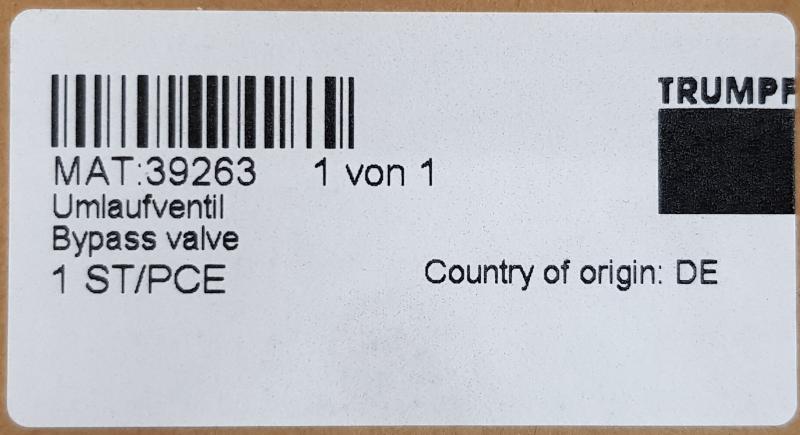 TRUMPF
MAT:39263 1 von 1
Umlaufventil
Bypass valve
1 ST/PCE
Country of origin: DE